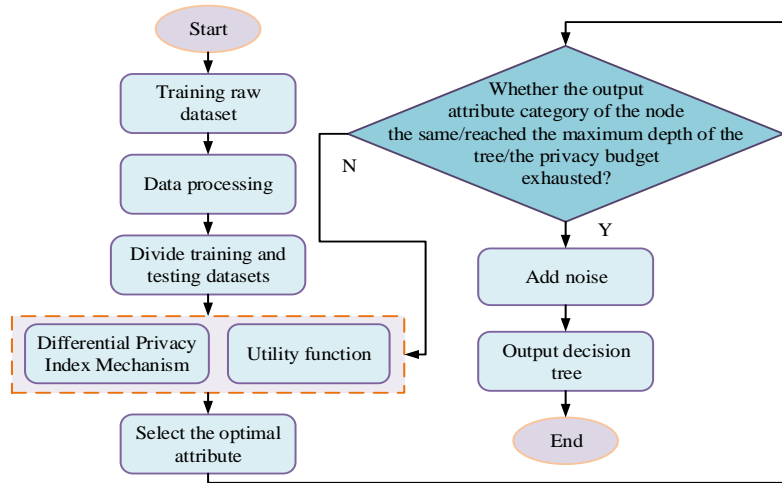 Start
Training raw
dataset
Data processing
Divide training and
testing datasets
Differential Privacy
Index Mechanism
Utility function
Select the optimal
attribute
Whether the output
attribute category of the node
the same/reached the maximum depth of the
tree/the privacy budget
exhausted?
N
Y
Add noise
Output decision
tree
End